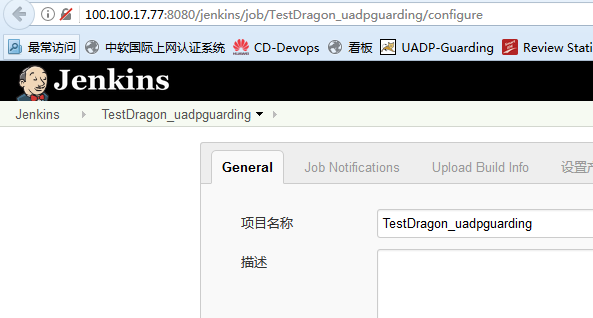 100.100.17.77:8080/jenkins/job/TestDragon_uadpguarding/configure
最常访问 中软国际上网认证系统 CD-Devops 看板 UADP-Guarding Review Stati
Jenkins
Jenkins TestDragon_uadpguarding
General Job Notifications Upload Build Info 设置产
项目名称 TestDragon_uadpguarding
描述